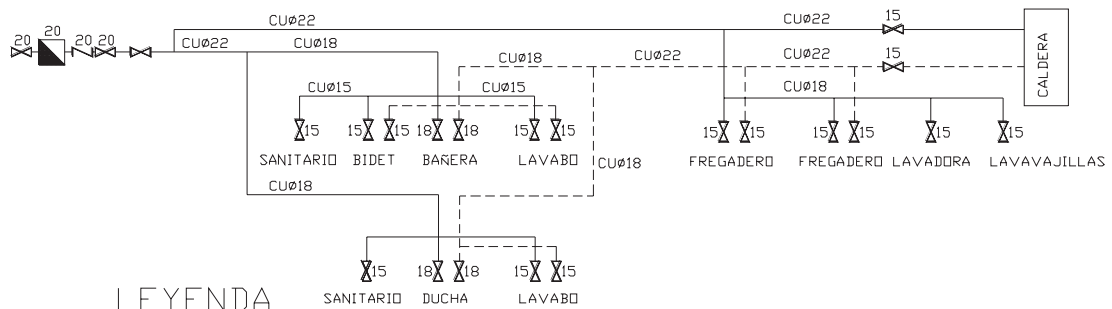 CUø22 CUø22 15
20 20 20 20
CUø22 CUø18 CUø18 CUø22 CUø22 15 CALDERA
CUø15 CUø15 CUø18
15 15 15 18 18 15 15 15 15 15 15 15 15
SANITARIO BIDET BAÑERA LAVABO FREGADERO FREGADERO LAVADORA LAVAVAJILLAS
CUø18
CUø18
15 18 18 15 15
SANITARIO DUCHA LAVABO
LEYENDA